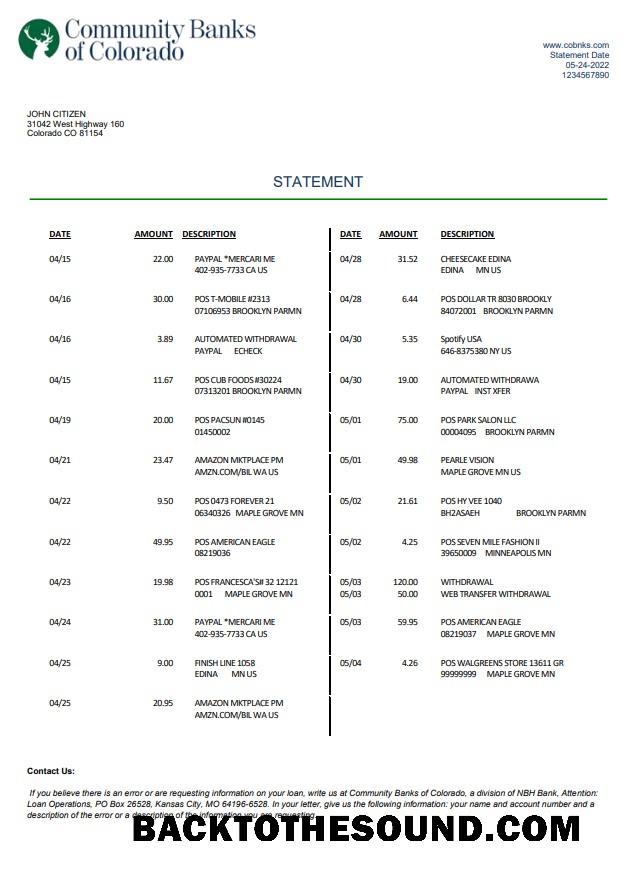 Community Banks
of Colorado
www.cobnks.com
Statement Date
05-24-2022
1234567890
JOHN CITIZEN
31042 West Highway 160
Colorado CO 81154
STATEMENT
DATE AMOUNT DESCRIPTION
04/15 22.00 PAYPAL *MERCARI ME
402-935-7733 CA US
04/16 30.00 POS T-MOBILE #2313
07106953 BROOKLYN PARMN
04/16 3.89 AUTOMATED WITHDRAWAL
PAYPAL ECHECK
04/15 11.67 POS CUB FOODS #30224
07313201 BROOKLYN PARMN
04/19 20.00 POS PACSUN #0145
01450002
04/21 23.47 AMAZON MKTPLACE PM
AMZN.COM/BIL WA US
04/22 9.50 POS 0473 FOREVER 21
06340326 MAPLE GROVE MN
04/22 49.95 POS AMERICAN EAGLE
08219036
04/23 19.98 POS FRANCESCA'S# 32 12121
0001 MAPLE GROVE MN
04/24 31.00 PAYPAL *MERCARI ME
402-935-7733 CA US
04/25 9.00 FINISH LINE 1058
EDINA MN US
04/25 20.95 AMAZON MKTPLACE PM
AMZN.COM/BIL WA US
DATE AMOUNT DESCRIPTION
04/28 31.52 CHEESECAKE EDINA
EDINA MN US
04/28 6.44 POS DOLLAR TR 8030 BROOKLY
84072001 BROOKLYN PARMN
04/30 5.35 Spotify USA
646-8375380 NY US
04/30 19.00 AUTOMATED WITHDRAWA
PAYPAL INST XFER
05/01 75.00 POS PARK SALON LLC
00004095 BROOKLYN PARMN
05/01 49.98 PEARLE VISION
MAPLE GROVE MN US
05/02 21.61 POS HY VEE 1040
BH2ASAEH BROOKLYN PARMN
05/02 4.25 POS SEVEN MILE FASHION II
39650009 MINNEAPOLIS MN
05/03 120.00 WITHDRAWAL
05/03 50.00 WEB TRANSFER WITHDRAWAL
05/03 59.95 POS AMERICAN EAGLE
08219037 MAPLE GROVE MN
05/04 4.26 POS WALGREENS STORE 13611 GR
99999999 MAPLE GROVE MN
Contact Us:
If you believe there is an error or are requesting information on your loan, write us at Community Banks of Colorado, a division of NBH Bank, Attention:
Loan Operations, PO Box 26528, Kansas City, MO 64196-6528. In your letter, give us the following information: your name and account number and a
description of the error or a description of the information you are requesting.
BACKTOTHESOUND.COM